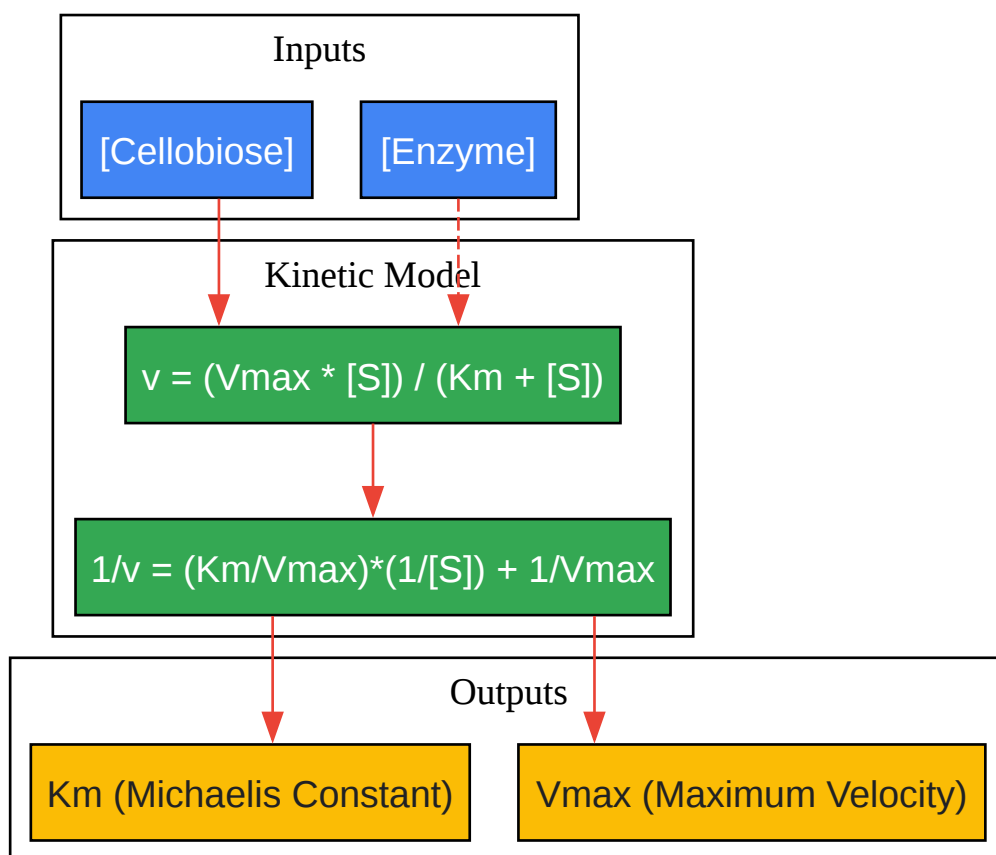 Inputs
[Cellobiose]
[Enzyme]
Kinetic Model
v = (Vmax * [S]) / (Km + [S])
1/v = (Km/Vmax)*(1/[S]) + 1/Vmax
Outputs
Km (Michaelis Constant)
Vmax (Maximum Velocity)